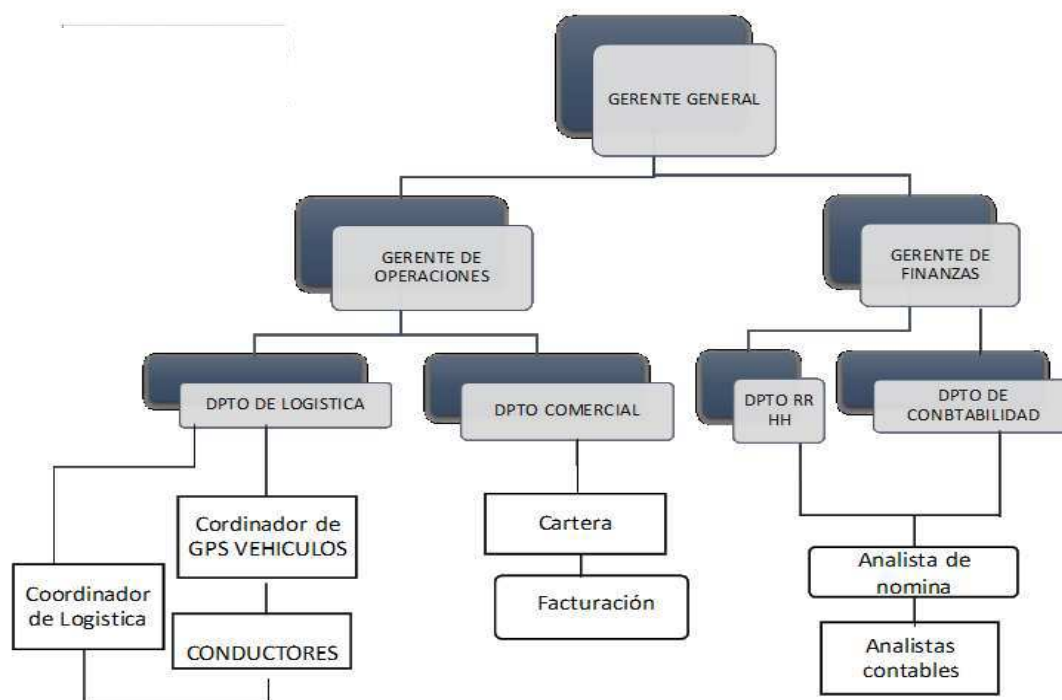 GERENTE GENERAL
GERENTE DE
OPERACIONES
GERENTE DE
FINANZAS
DPTO DE LOGISTICA
DPTO COMERCIAL
DPTO RR
HH
DPTO DE
CONBTABILIDAD
Cordinador de
GPS VEHICULOS
Cartera
Analista de
nomina
Coordinador
de Logistica
Facturación
CONDUCTORES
Analistas
contables